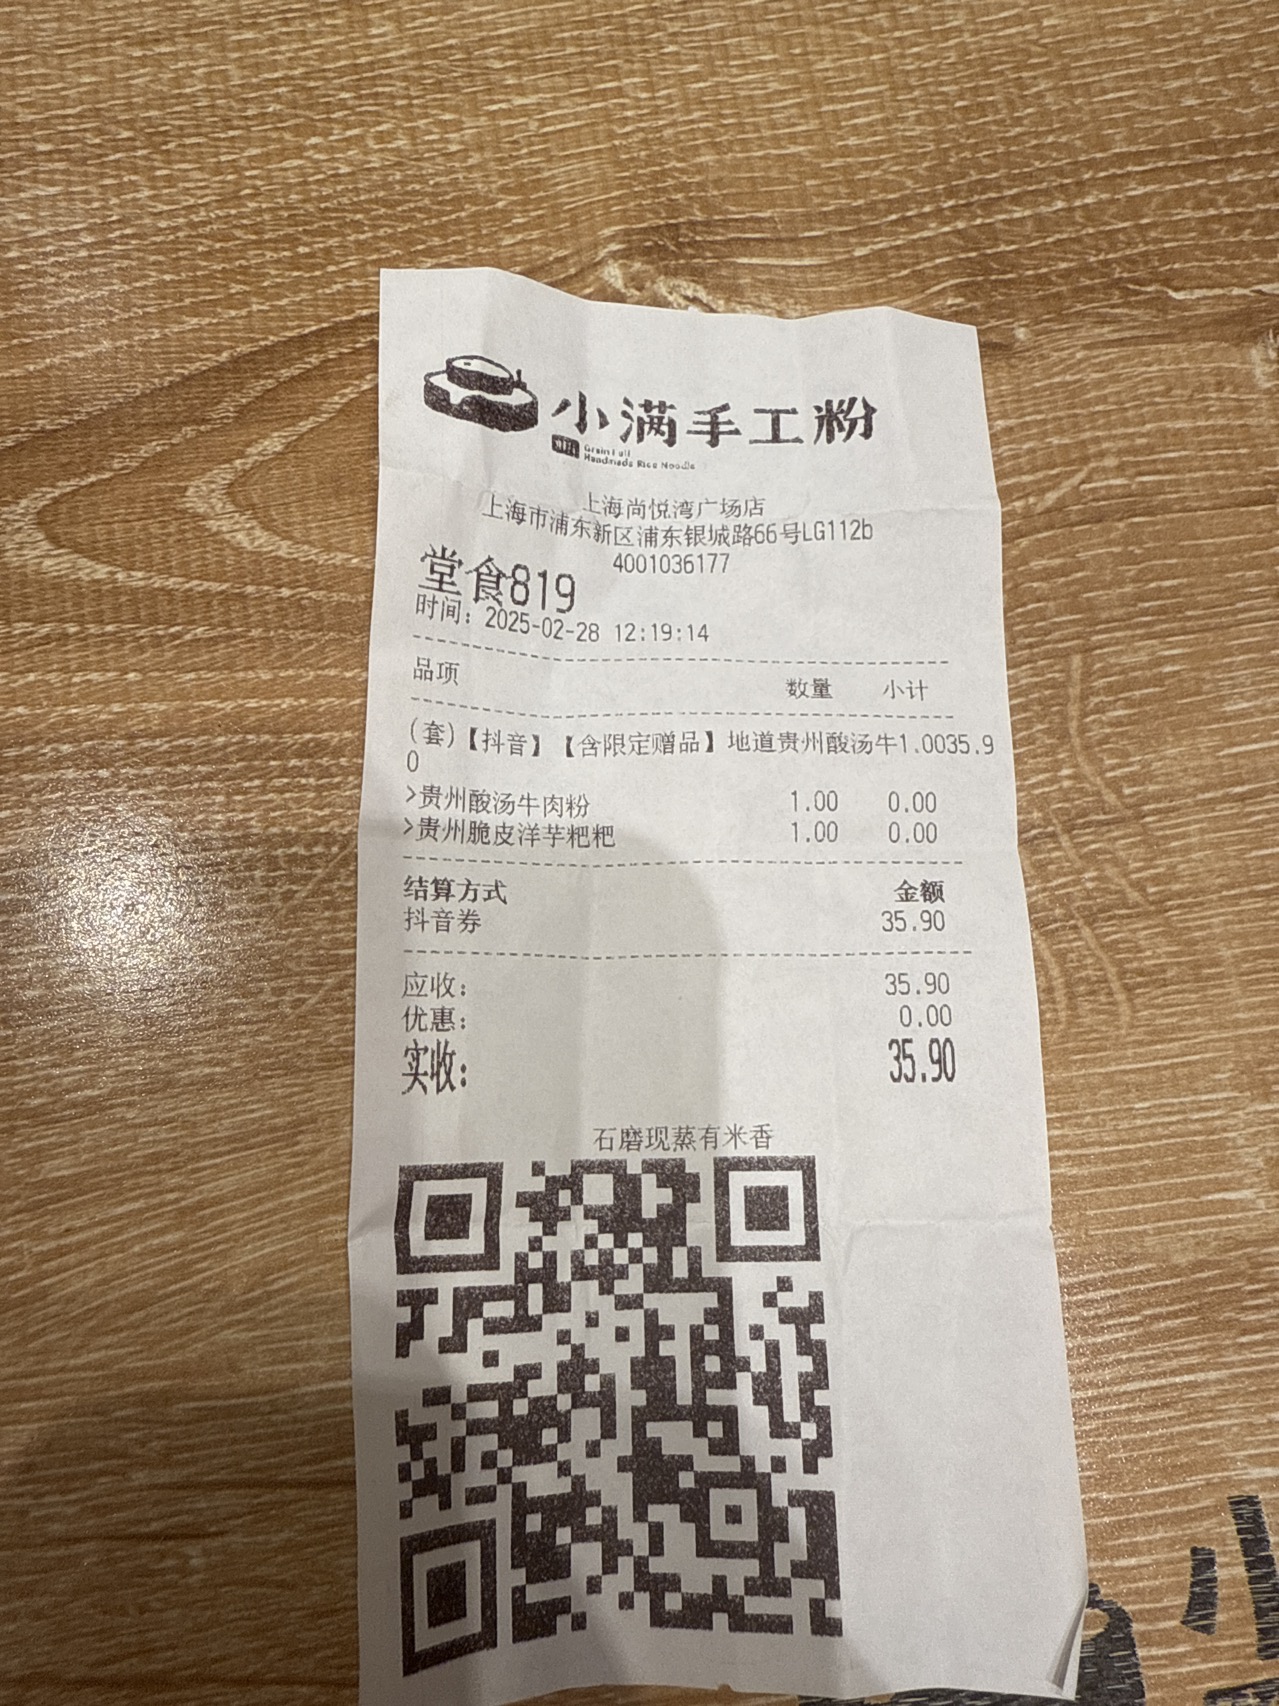 小满手工粉
Grain Full
Handmade Rice Noodle
上海尚悦湾广场店
上海市浦东新区浦东银城路66号LG112b
4001036177
堂食819
时间：2025-02-28 12:19:14
品项 数量 小计
(套)【抖音】【含限定赠品】地道贵州酸汤牛1.0035.9
0
>贵州酸汤牛肉粉 1.00 0.00
>贵州脆皮洋芋粑粑 1.00 0.00
结算方式 金额
抖音券 35.90
应收： 35.90
优惠： 0.00
实收： 35.90
石磨现蒸有米香
小